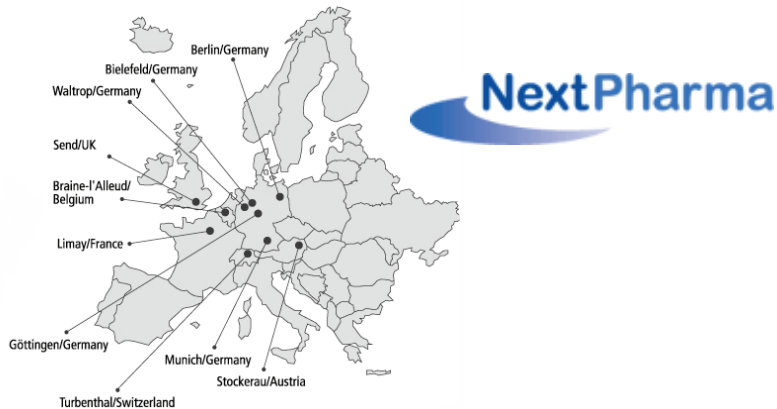 Berlin/Germany
Bielefeld/Germany
Waltrop/Germany
Send/UK
Braine-l'Alleud/
Belgium
Limay/France
Göttingen/Germany
Munich/Germany
Stockerau/Austria
Turbenthal/Switzerland
NextPharma